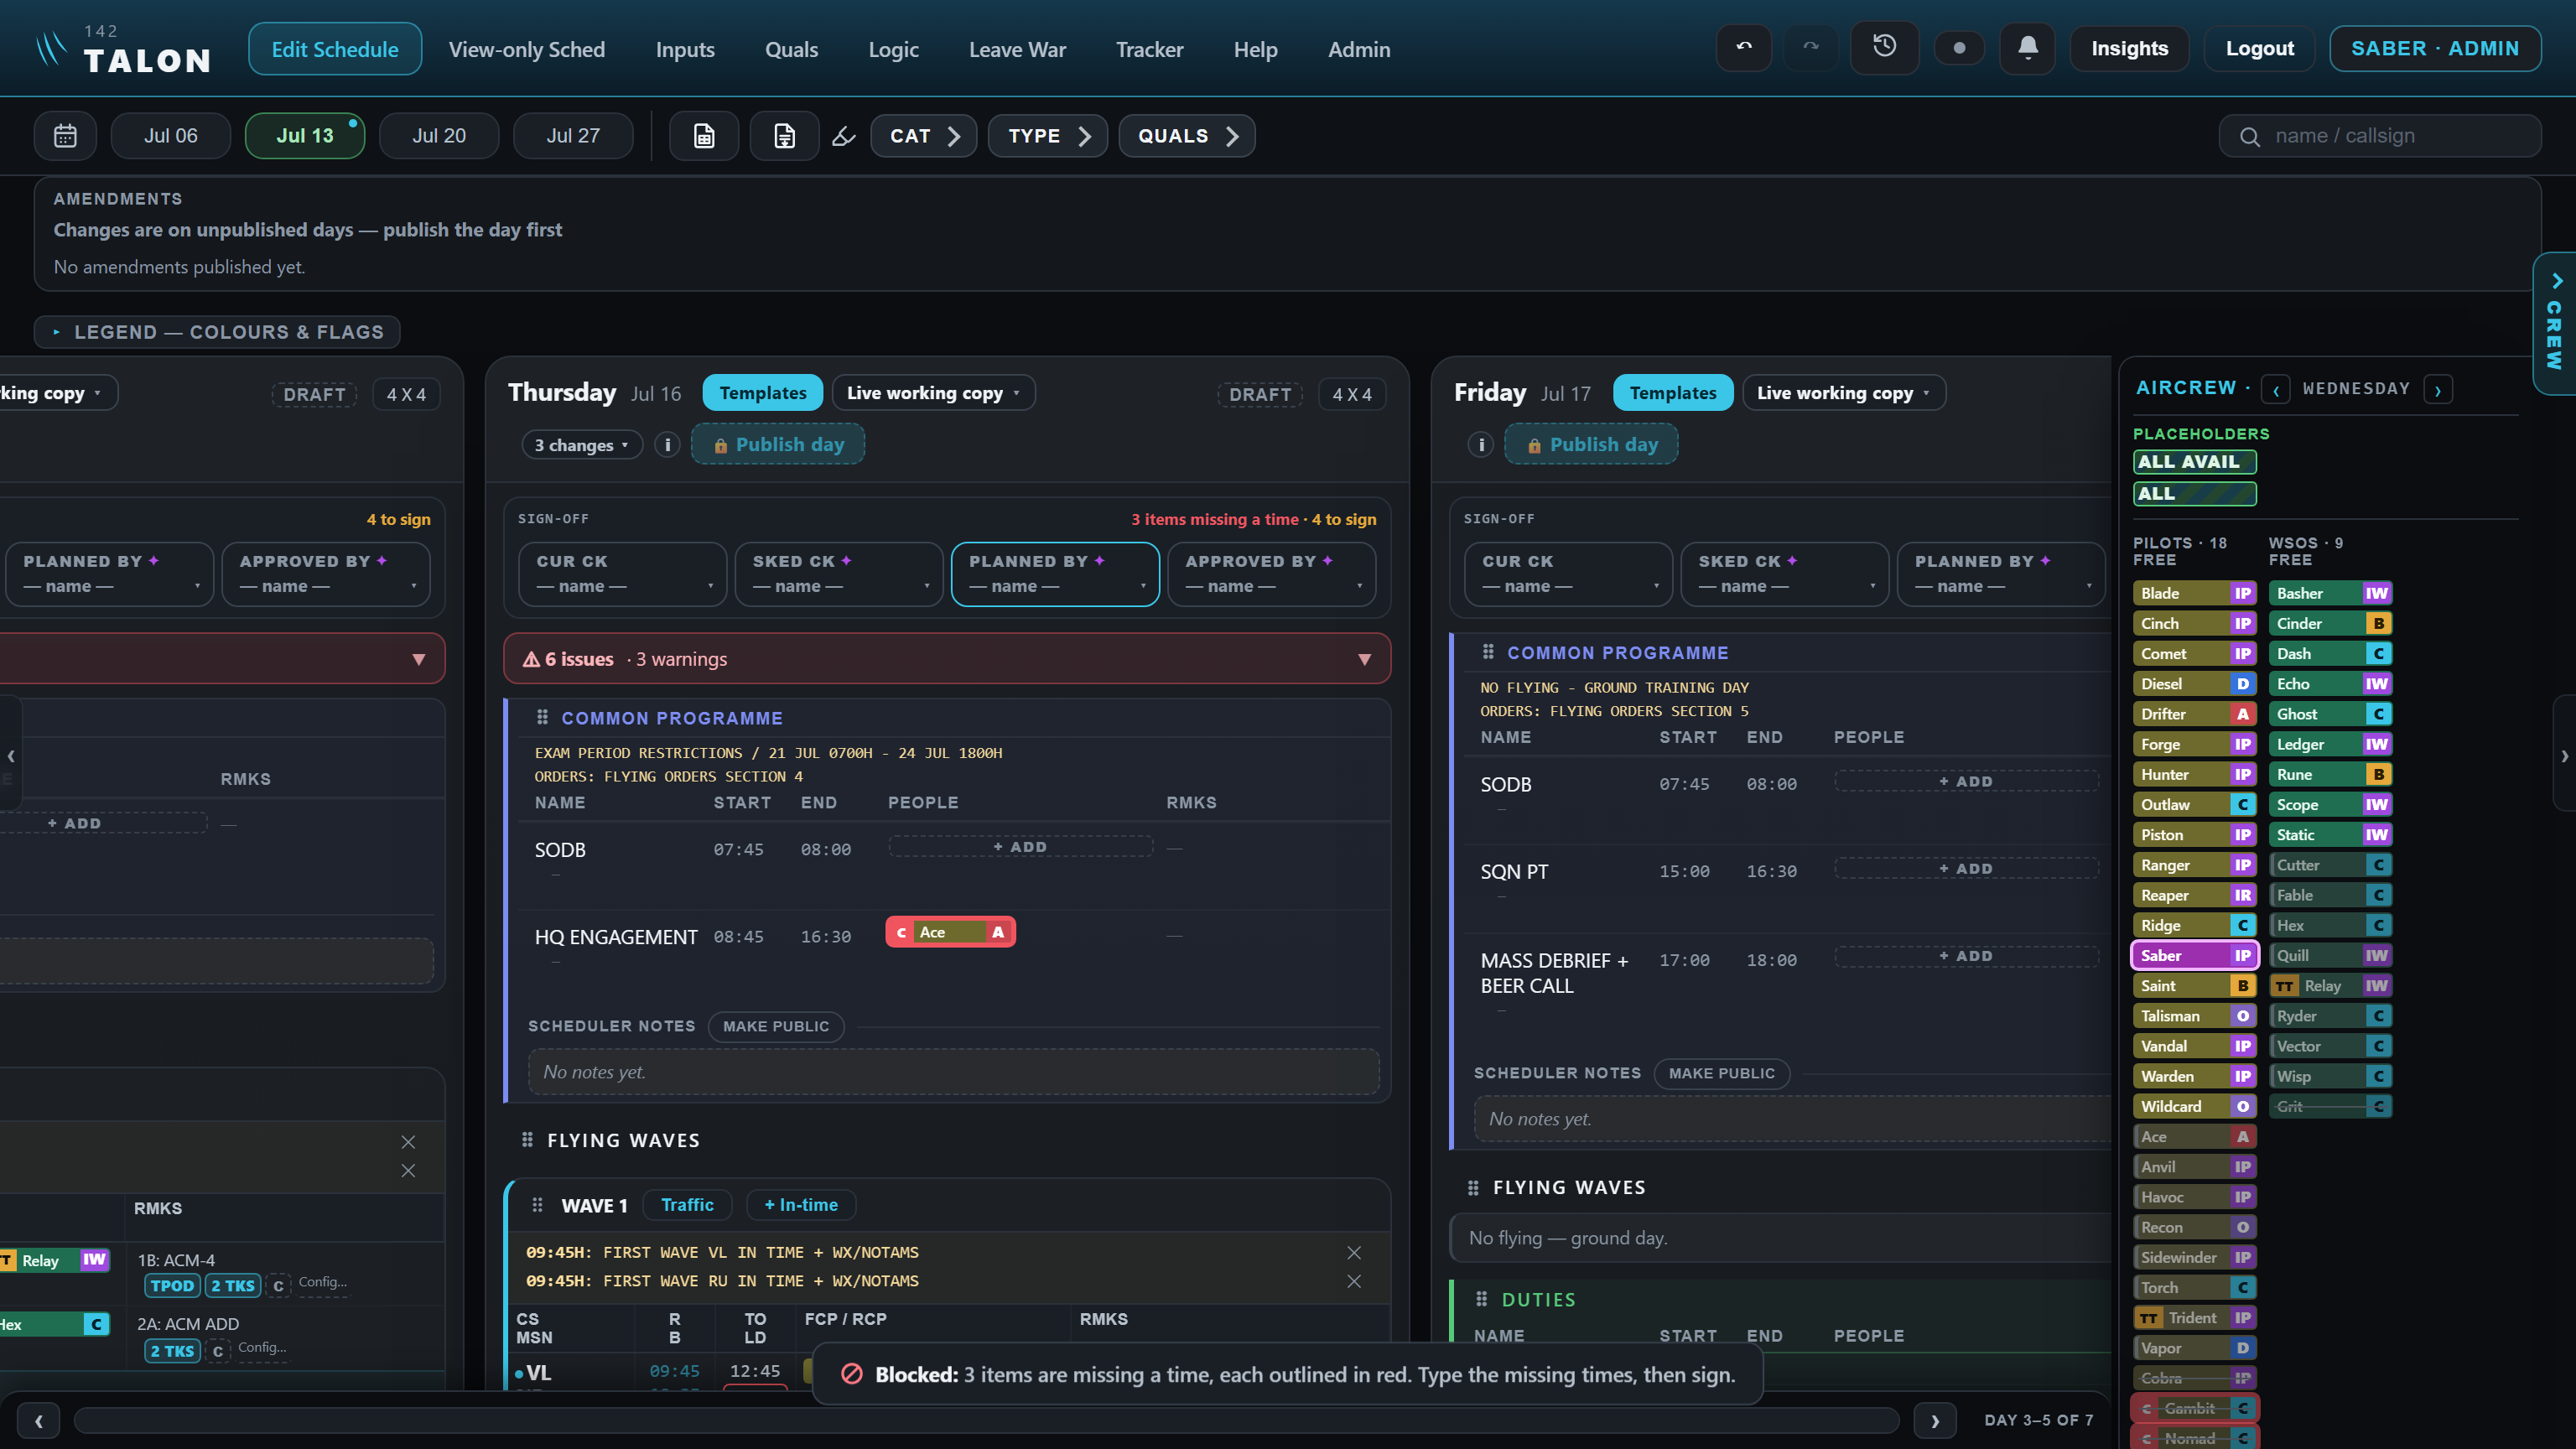 142
TALON
Edit Schedule
View-only Sched
Inputs
Quals
Logic
Leave War
Tracker
Help
Admin
Insights
Logout
SABER · ADMIN
Jul 06
Jul 13
Jul 20
Jul 27
CAT
TYPE
QUALS
name / callsign
AMENDMENTS
Changes are on unpublished days — publish the day first
No amendments published yet.
LEGEND — COLOURS & FLAGS
CREW
king copy
DRAFT
4 X 4
4 to sign
PLANNED BY
— name —
APPROVED BY
— name —
RMKS
+ ADD
—
RMKS
Relay IW
1B: ACM-4
TPOD 2 TKS C Config...
Hex C
2A: ACM ADD
2 TKS C Config...
Thursday Jul 16 Templates Live working copy
DRAFT
4 X 4
3 changes i Publish day
SIGN-OFF
3 items missing a time · 4 to sign
CUR CK
— name —
SKED CK
— name —
PLANNED BY
— name —
APPROVED BY
— name —
6 issues · 3 warnings
COMMON PROGRAMME
EXAM PERIOD RESTRICTIONS / 21 JUL 0700H - 24 JUL 1800H
ORDERS: FLYING ORDERS SECTION 4
NAME START END PEOPLE RMKS
SODB 07:45 08:00 + ADD —
—
HQ ENGAGEMENT 08:45 16:30 C Ace A —
—
SCHEDULER NOTES MAKE PUBLIC
No notes yet.
FLYING WAVES
WAVE 1 Traffic + In-time
09:45H: FIRST WAVE VL IN TIME + WX/NOTAMS
09:45H: FIRST WAVE RU IN TIME + WX/NOTAMS
CS R TO FCP / RCP RMKS
MSN B LD
VL 09:45 12:45
Friday Jul 17 Templates Live working copy
i Publish day
SIGN-OFF
CUR CK
— name —
SKED CK
— name —
PLANNED BY
— name —
COMMON PROGRAMME
NO FLYING - GROUND TRAINING DAY
ORDERS: FLYING ORDERS SECTION 5
NAME START END PEOPLE
SODB 07:45 08:00 + ADD
—
SQN PT 15:00 16:30 + ADD
—
MASS DEBRIEF + 17:00 18:00 + ADD
BEER CALL
—
SCHEDULER NOTES MAKE PUBLIC
No notes yet.
FLYING WAVES
No flying — ground day.
DUTIES
NAME START END PEOPLE
AIRCREW · WEDNESDAY
PLACEHOLDERS
ALL AVAIL
ALL
PILOTS · 18
FREE
Blade IP
Cinch IP
Comet IP
Diesel D
Drifter A
Forge IP
Hunter IP
Outlaw C
Piston IP
Ranger IP
Reaper IR
Ridge C
Saber IP
Saint B
Talisman O
Vandal IP
Warden IP
Wildcard O
Ace A
Anvil IP
Havoc IP
Recon O
Sidewinder IP
Torch C
TT Trident IP
Vapor D
Cobra IP
C Gambit C
C Nomad C
WSOS · 9
FREE
Basher IW
Cinder B
Dash C
Echo IW
Ghost C
Ledger IW
Rune B
Scope IW
Static IW
Cutter C
Fable C
Hex C
Quill IW
TT Relay IW
Ryder C
Vector C
Wisp C
Grit C
Blocked: 3 items are missing a time, each outlined in red. Type the missing times, then sign.
DAY 3–5 OF 7